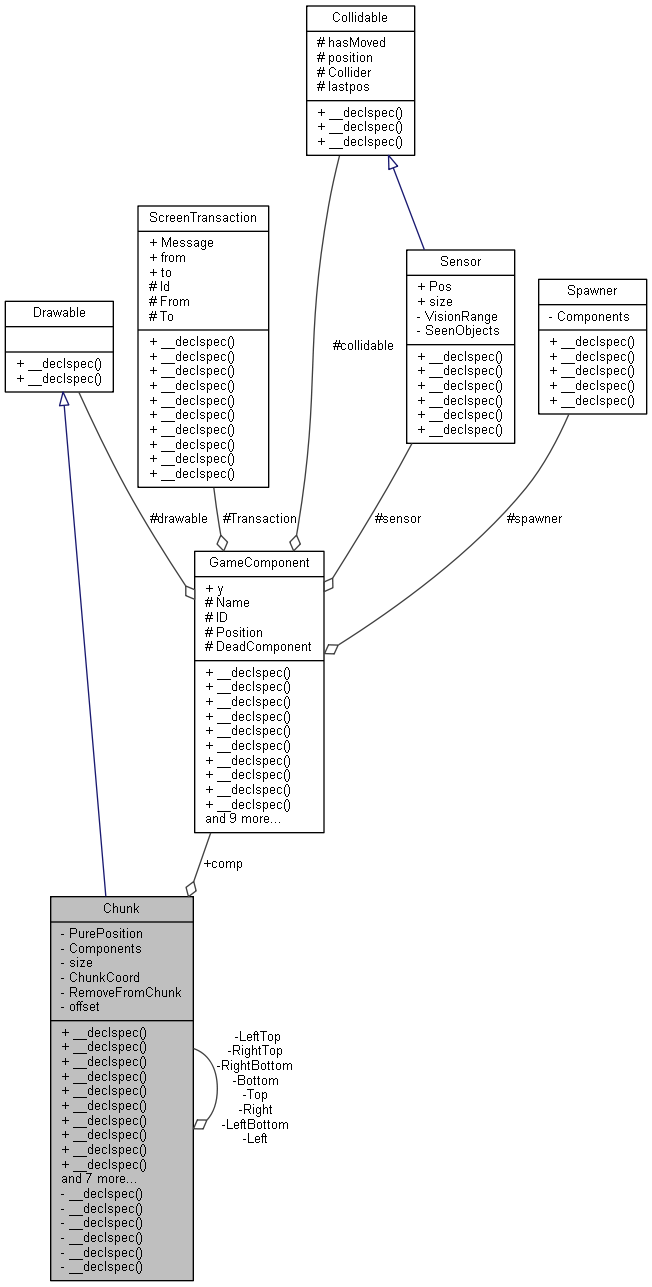 Collidable
# hasMoved
# position
# Collider
# lastpos
+ __declspec()
+ __declspec()
+ __declspec()
ScreenTransaction
+ Message
+ from
+ to
# Id
# From
# To
+ __declspec()
+ __declspec()
+ __declspec()
+ __declspec()
+ __declspec()
+ __declspec()
+ __declspec()
+ __declspec()
+ __declspec()
+ __declspec()
Sensor
+ Pos
+ size
- VisionRange
- SeenObjects
+ __declspec()
+ __declspec()
+ __declspec()
+ __declspec()
+ __declspec()
+ __declspec()
Spawner
- Components
+ __declspec()
+ __declspec()
+ __declspec()
+ __declspec()
+ __declspec()
Drawable
+ __declspec()
+ __declspec()
#collidable
#drawable
#Transaction
#sensor
#spawner
GameComponent
+ y
# Name
# ID
# Position
# DeadComponent
+ __declspec()
+ __declspec()
+ __declspec()
+ __declspec()
+ __declspec()
+ __declspec()
+ __declspec()
+ __declspec()
+ __declspec()
+ __declspec()
and 9 more...
+comp
Chunk
- PurePosition
- Components
- size
- ChunkCoord
- RemoveFromChunk
- offset
+ __declspec()
+ __declspec()
+ __declspec()
+ __declspec()
+ __declspec()
+ __declspec()
+ __declspec()
+ __declspec()
+ __declspec()
+ __declspec()
and 7 more...
- __declspec()
- __declspec()
- __declspec()
- __declspec()
- __declspec()
- __declspec()
-LeftTop
-RightTop
-RightBottom
-Bottom
-Top
-Right
-LeftBottom
-Left